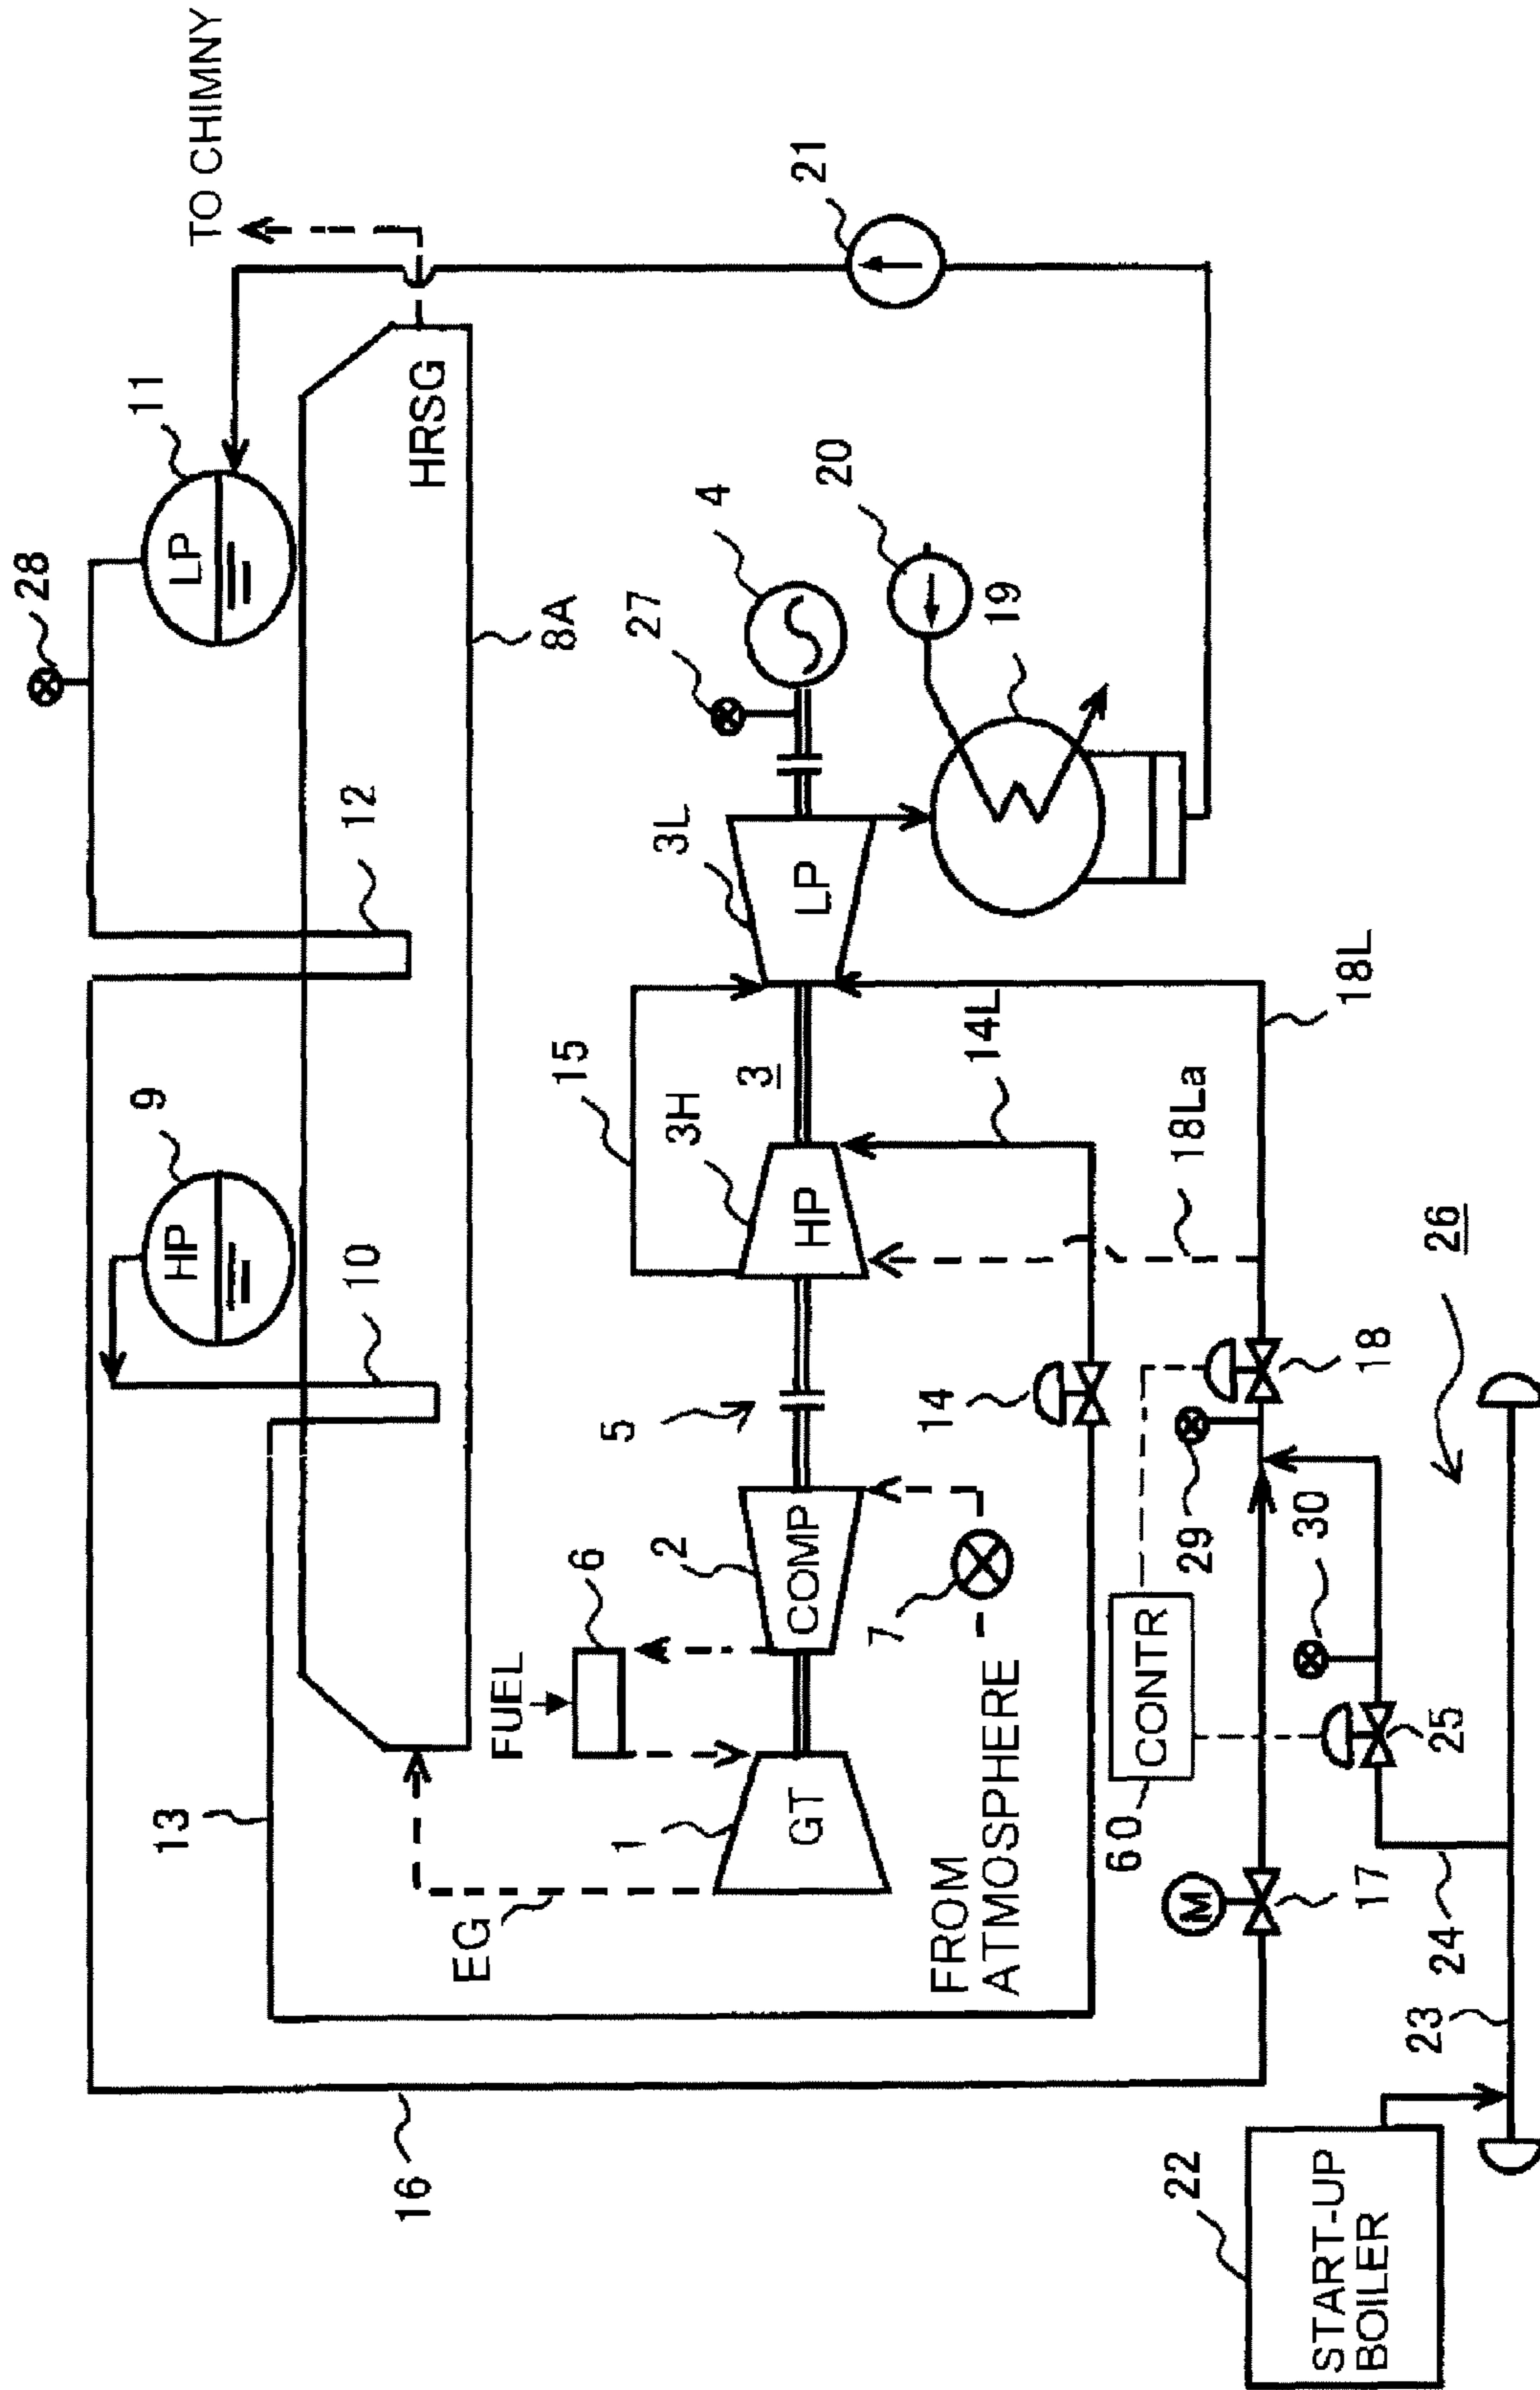 TO CHIMNY
28
11
LP
9
HP
12
10
HRSG
8A
21
13
16
EG
FUEL
6
1
GT
2
COMP
5
15
3H
HP
3
3L
LP
27
4
20
19
7
FROM
ATMOSPHERE
14
14L
18La
18L
CONTR
60
29
18
M
17
30
25
24
23
26
22
START-UP
BOILER